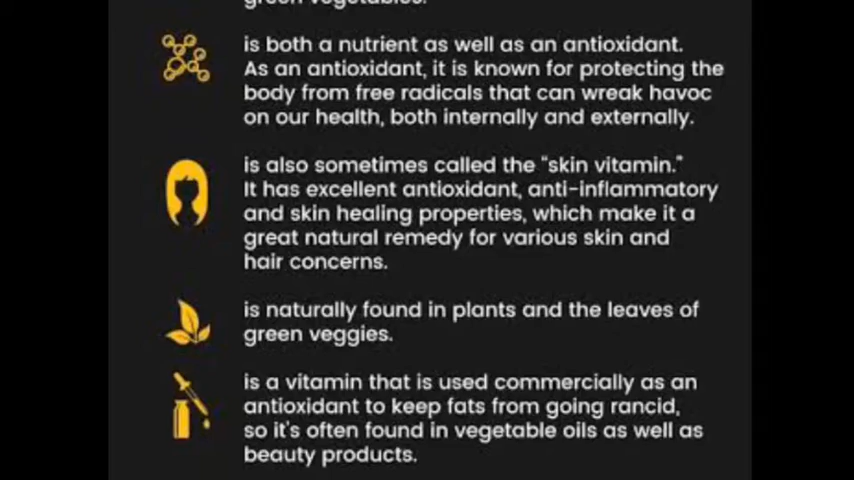 green vegetables.
is both a nutrient as well as an antioxidant.
As an antioxidant, it is known for protecting the
body from free radicals that can wreak havoc
on our health, both internally and externally.
is also sometimes called the “skin vitamin.”
It has excellent antioxidant, anti-inflammatory
and skin healing properties, which make it a
great natural remedy for various skin and
hair concerns.
is naturally found in plants and the leaves of
green veggies.
is a vitamin that is used commercially as an
antioxidant to keep fats from going rancid,
so it's often found in vegetable oils as well as
beauty products.